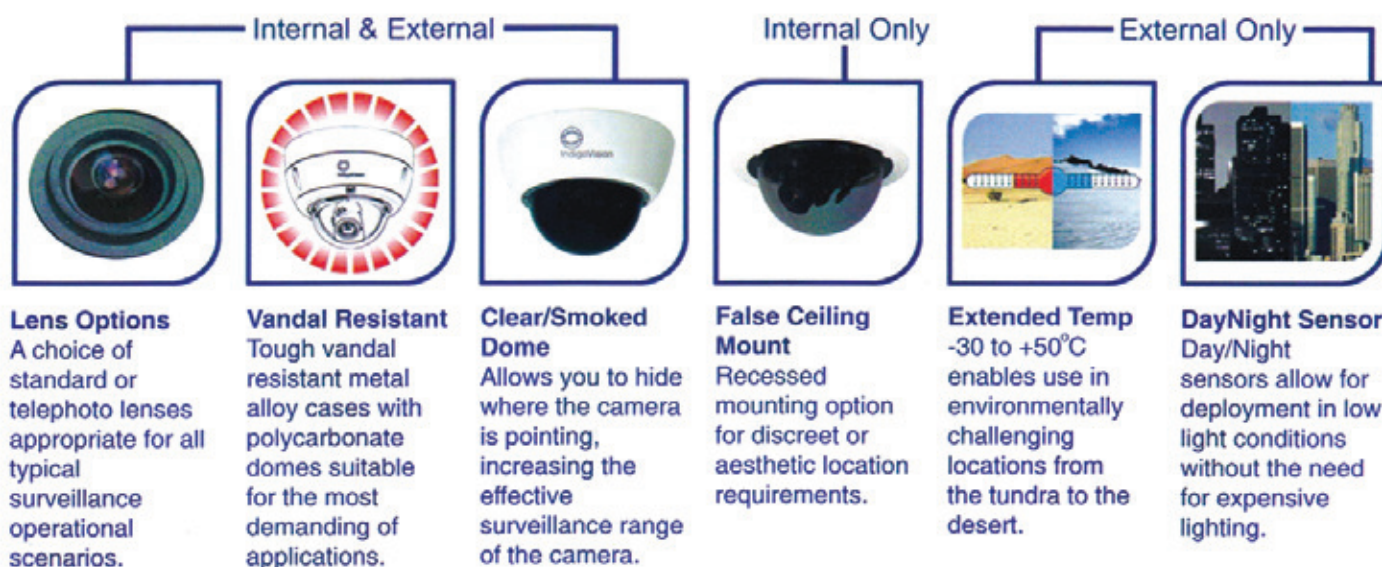 Internal & External
Internal Only
External Only
IndigoVision
Lens Options
A choice of
standard or
telephoto lenses
appropriate for all
typical
surveillance
operational
scenarios.
Vandal Resistant
Tough vandal
resistant metal
alloy cases with
polycarbonate
domes suitable
for the most
demanding of
applications.
Clear/Smoked
Dome
Allows you to hide
where the camera
is pointing,
increasing the
effective
surveillance range
of the camera.
False Ceiling
Mount
Recessed
mounting option
for discreet or
aesthetic location
requirements.
Extended Temp
-30 to +50°C
enables use in
environmentally
challenging
locations from
the tundra to the
desert.
DayNight Sensor
Day/Night
sensors allow for
deployment in low
light conditions
without the need
for expensive
lighting.